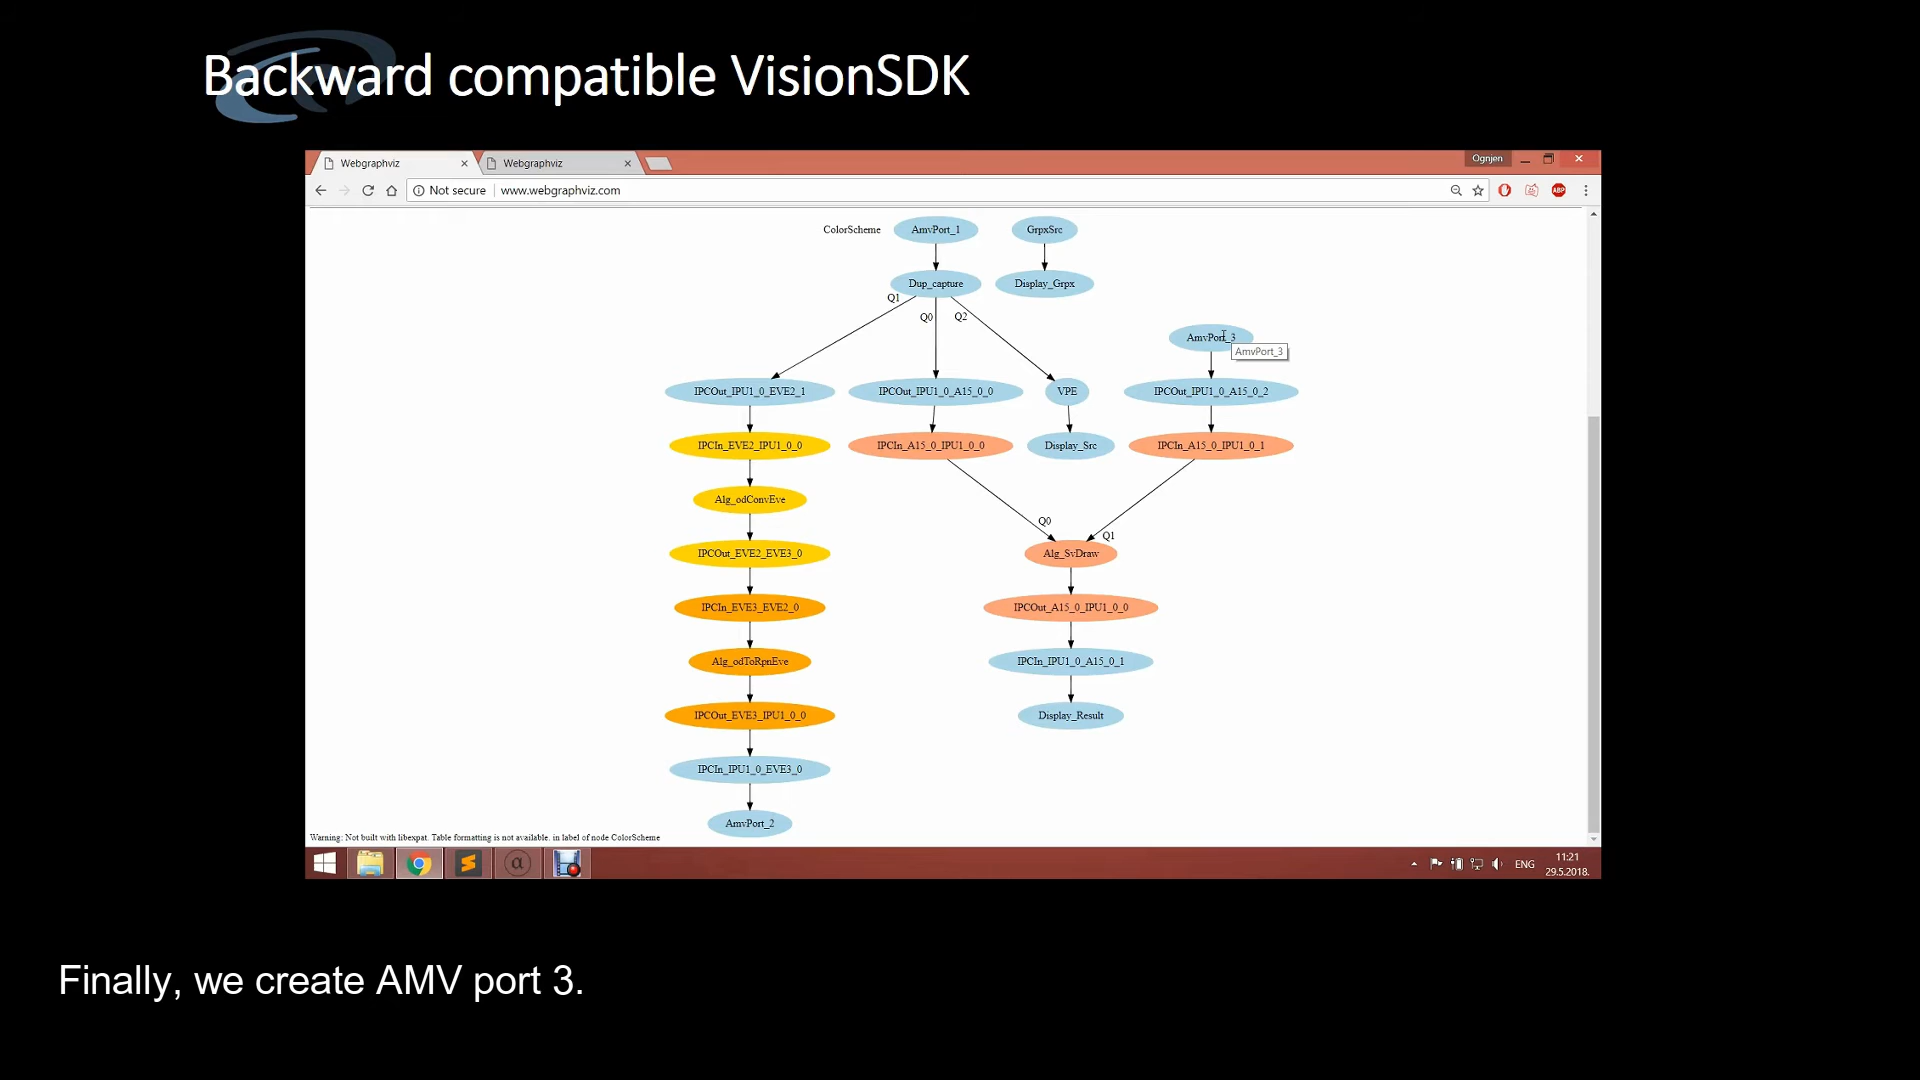 Backward compatible VisionSDK
Webgraphviz
Webgraphviz
Ognjen
Not secure
www.webgraphviz.com
ABP
ColorScheme
AmvPort_1
GrpxSrc
Dup_capture
Display_Grpx
Q1
Q0
Q2
AmvPort_3
AmvPort_3
IPCOut_IPU1_0_EVE2_1
IPCOut_IPU1_0_A15_0_0
VPE
IPCOut_IPU1_0_A15_0_2
IPCIn_EVE2_IPU1_0_0
IPCIn_A15_0_IPU1_0_0
Display_Src
IPCIn_A15_0_IPU1_0_1
Alg_odConvEve
Q0
Q1
IPCOut_EVE2_EVE3_0
Alg_SvDraw
IPCIn_EVE3_EVE2_0
IPCOut_A15_0_IPU1_0_0
Alg_odToRpnEve
IPCIn_IPU1_0_A15_0_1
IPCOut_EVE3_IPU1_0_0
Display_Result
IPCIn_IPU1_0_EVE3_0
AmvPort_2
Warning: Not built with libexpat. Table formatting is not available. in label of node ColorScheme
ENG
11:21
29.5.2018.
Finally, we create AMV port 3.